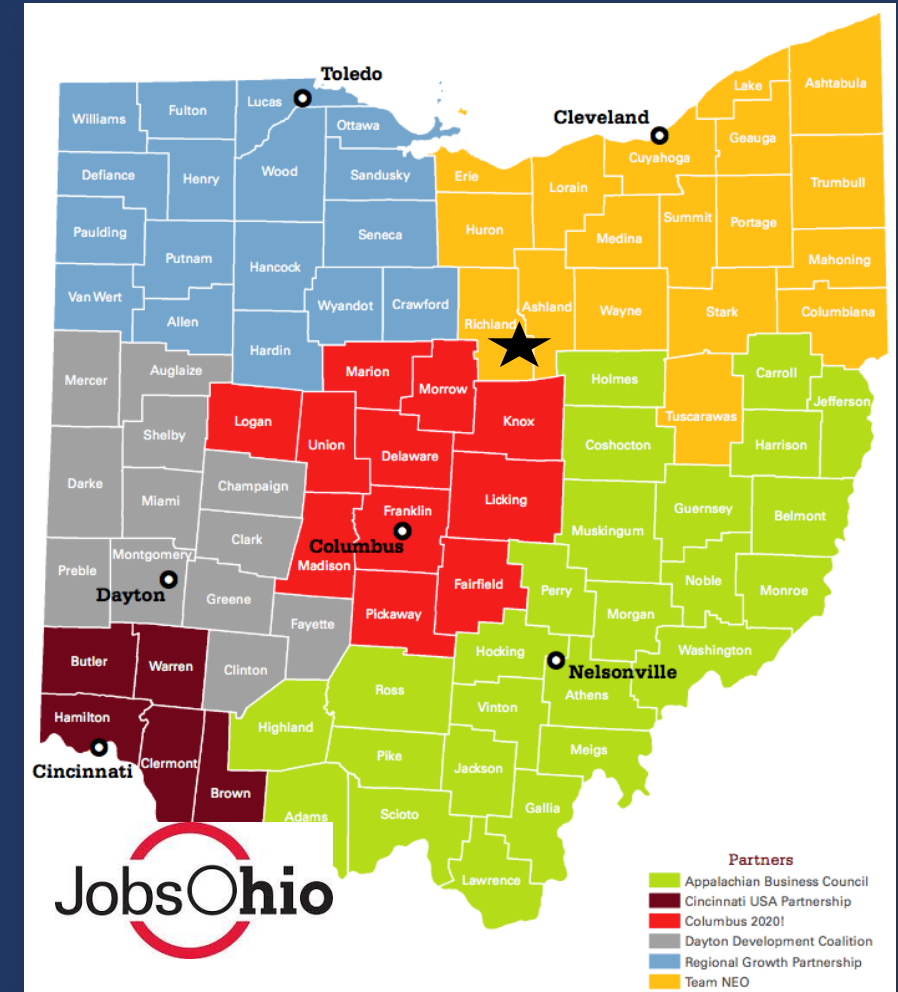 Toledo
Lake
Ashtabula
Williams
Fulton
Lucas
Cleveland
Ottawa
Geauga
Cuyahoga
Defiance
Henry
Wood
Sandusky
Erie
Lorain
Trumbull
Paulding
Seneca
Huron
Medina
Summit
Portage
Putnam
Hancock
Mahoning
Van Wert
Allen
Wyandot
Crawford
Richland
Ashland
Wayne
Stark
Columbiana
Hardin
Mercer
Auglaize
Marion
Morrow
Holmes
Carroll
Jefferson
Logan
Shelby
Union
Knox
Tuscarawas
Delaware
Coshocton
Harrison
Darke
Miami
Champaign
Licking
Franklin
Guernsey
Belmont
Clark
Columbus
Muskingum
Montgomery
Madison
Preble
Dayton
Greene
Fairfield
Perry
Noble
Monroe
Pickaway
Morgan
Fayette
Butler
Warren
Clinton
Hocking
Washington
Nelsonville
Ross
Athens
Vinton
Hamilton
Highland
Cincinnati
Clermont
Pike
Jackson
Meigs
Brown
Adams
Scioto
Gallia
Lawrence
JobsOhio
Partners
Appalachian Business Council
Cincinnati USA Partnership
Columbus 2020!
Dayton Development Coalition
Regional Growth Partnership
Team NEO